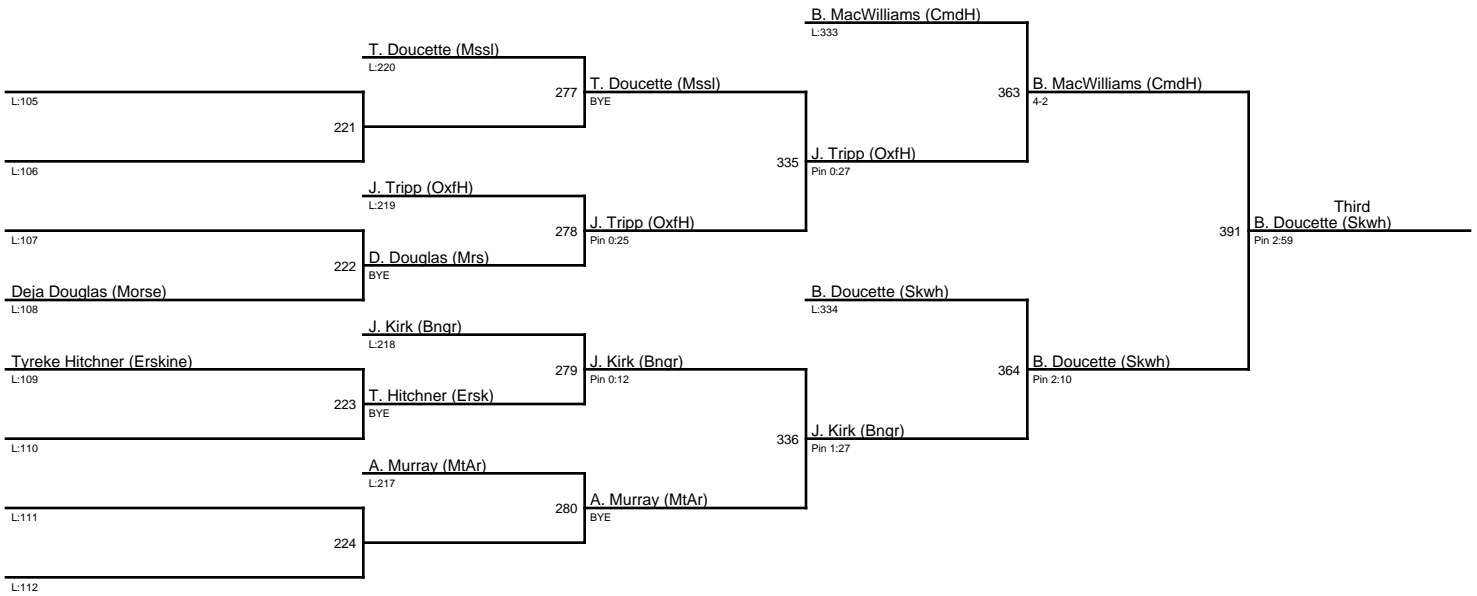 B. MacWilliams (CmdH)
L:333
T. Doucette (Mssl)
L:220
277
T. Doucette (Mssl)
BYE
363
B. MacWilliams (CmdH)
4-2
L:105
221
L:106
335
J. Tripp (OxfH)
Pin 0:27
J. Tripp (OxfH)
L:219
278
J. Tripp (OxfH)
Pin 0:25
Third
391
B. Doucette (Skwh)
Pin 2:59
L:107
222
D. Douglas (Mrs)
BYE
Deja Douglas (Morse)
L:108
B. Doucette (Skwh)
L:334
J. Kirk (Bngr)
L:218
279
J. Kirk (Bngr)
Pin 0:12
364
B. Doucette (Skwh)
Pin 2:10
Tyreke Hitchner (Erskine)
L:109
223
T. Hitchner (Ersk)
BYE
L:110
336
J. Kirk (Bngr)
Pin 1:27
A. Murray (MtAr)
L:217
280
A. Murray (MtAr)
BYE
L:111
224
L:112